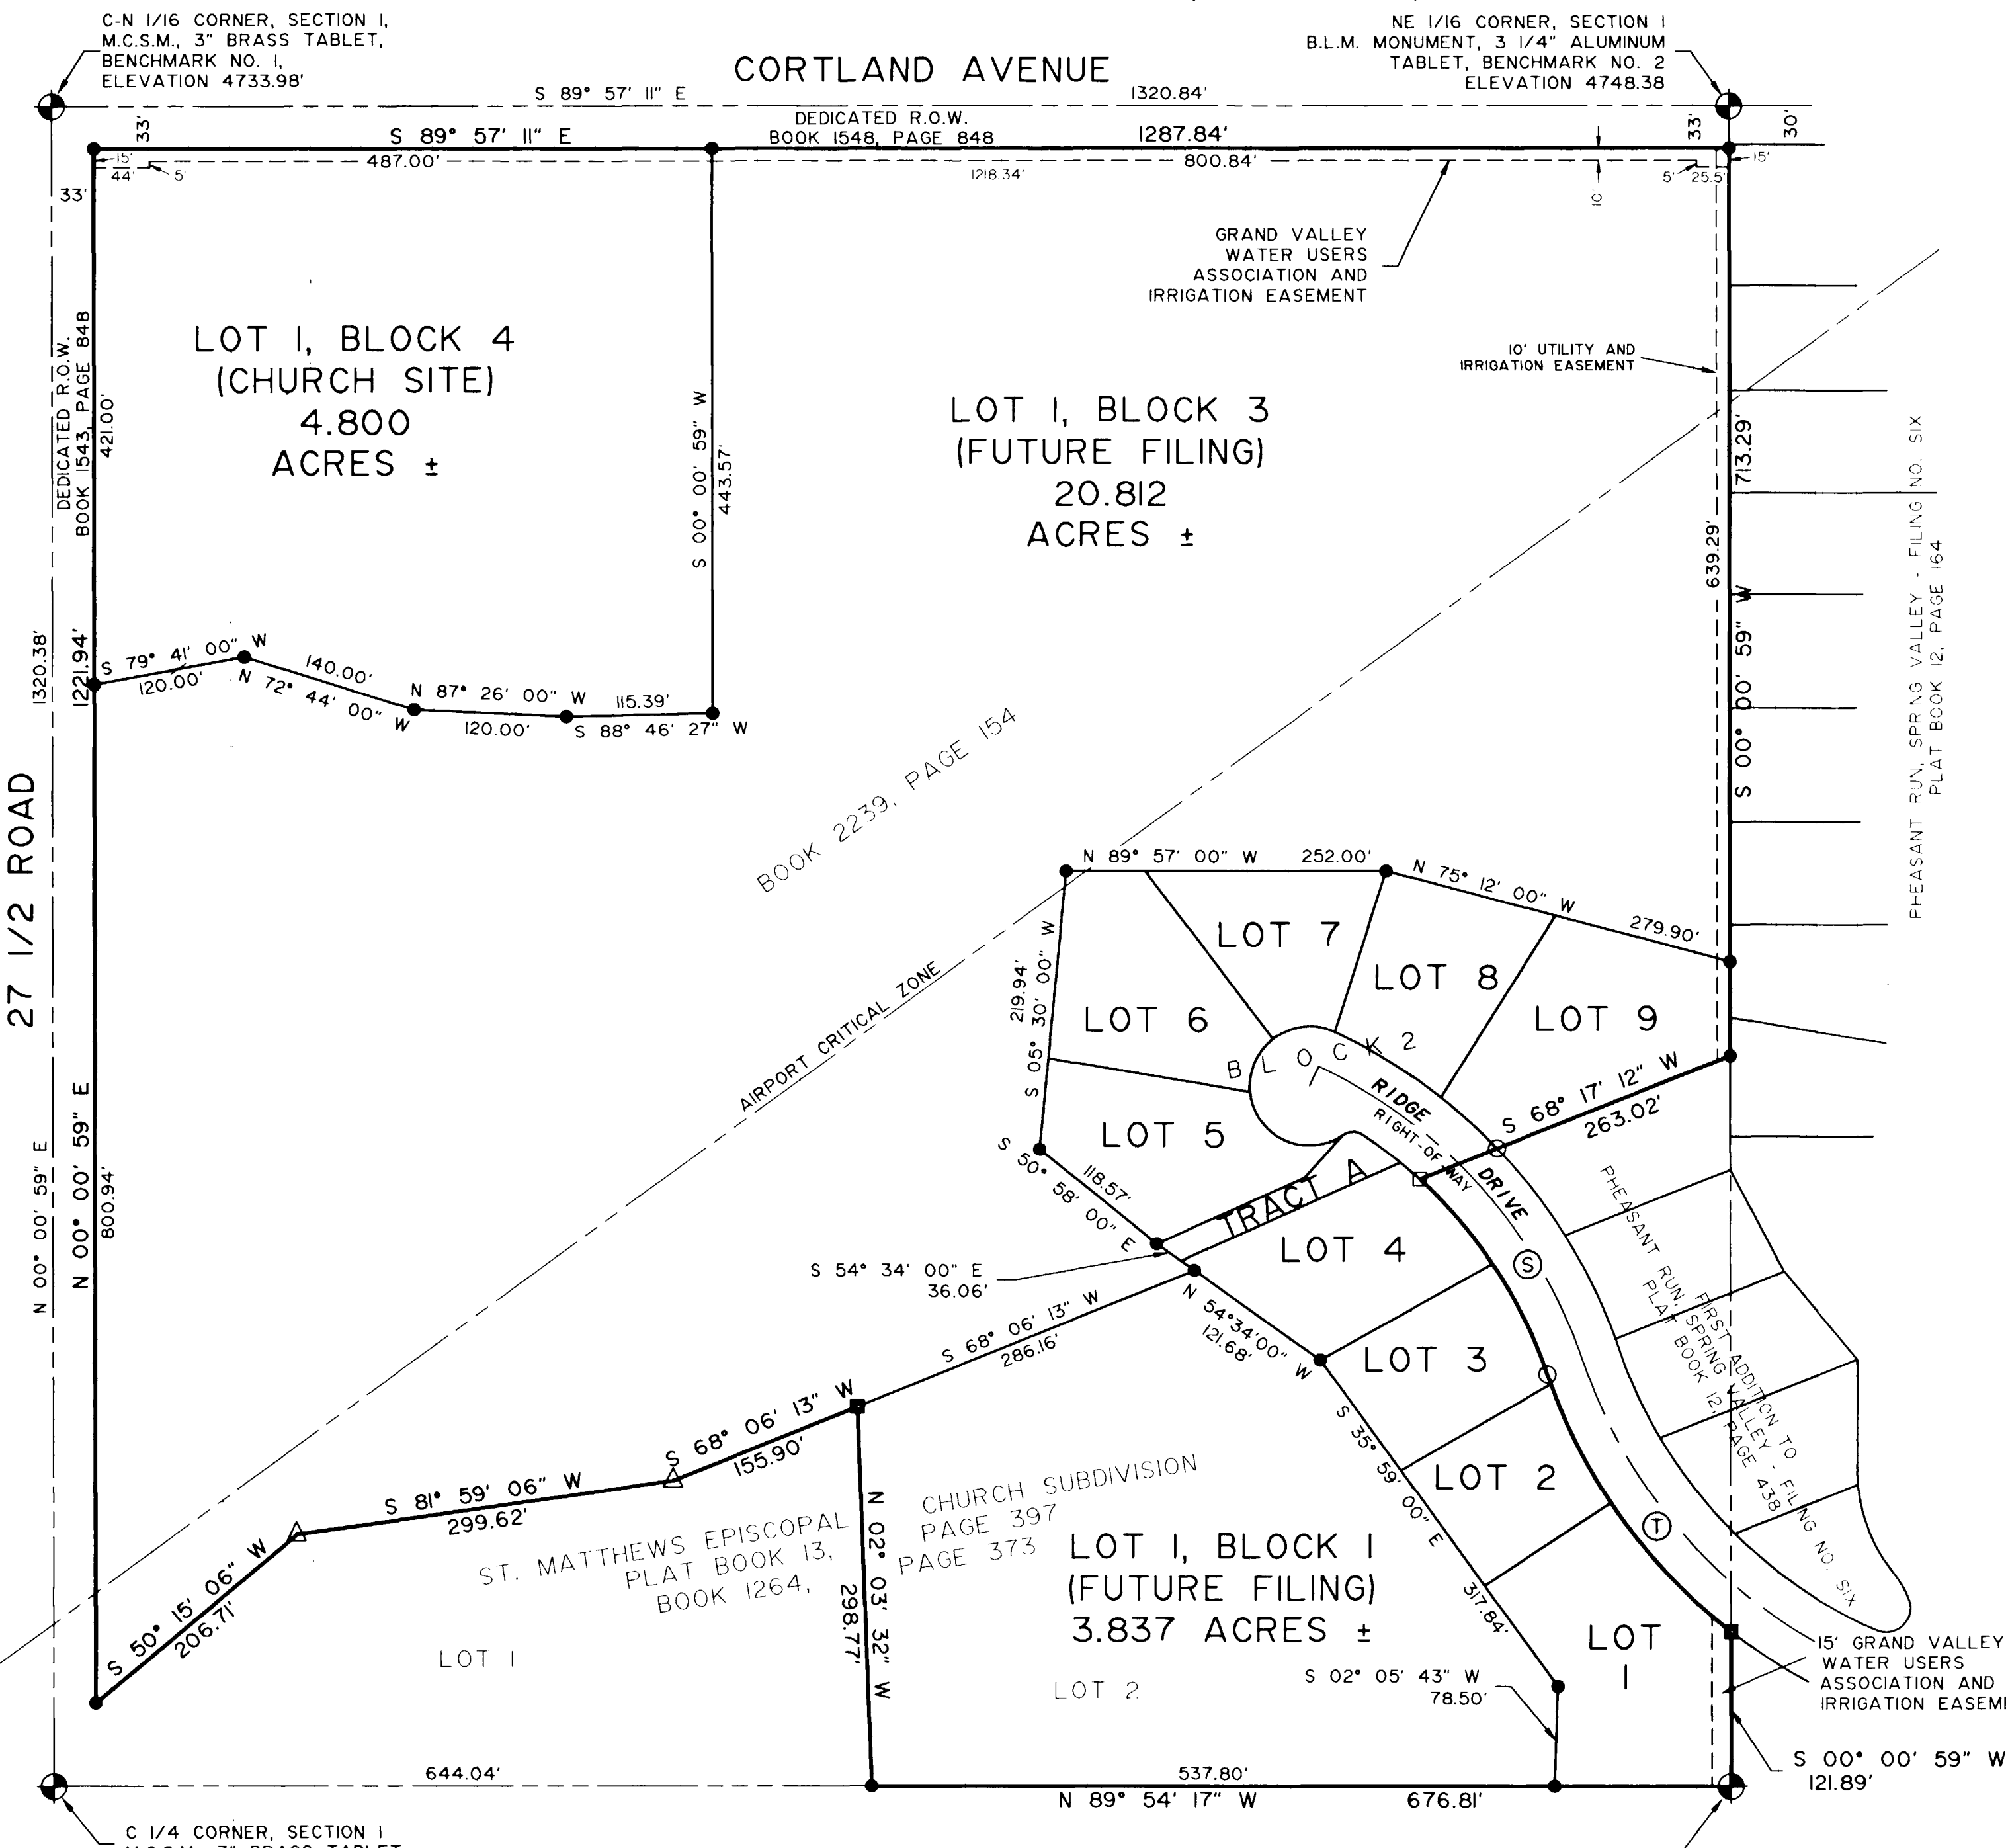 C-N 1/16 CORNER, SECTION 1,
M.C.S.M., 3" BRASS TABLET,
BENCHMARK NO. 1,
ELEVATION 4733.98'
CORTLAND AVENUE
NE 1/16 CORNER, SECTION 1
B.L.M. MONUMENT, 3 1/4" ALUMINUM
TABLET, BENCHMARK NO. 2
ELEVATION 4748.38
S 89° 57' 11" E
1320.84'
33'
S 89° 57' 11" E
DEDICATED R.O.W.
BOOK 1548, PAGE 848
1287.84'
33'
30'
15'
487.00'
800.84'
15'
44'
5'
1218.34'
5'
25.5'
33'
10'
GRAND VALLEY
WATER USERS
ASSOCIATION AND
IRRIGATION EASEMENT
10' UTILITY AND
IRRIGATION EASEMENT
LOT 1, BLOCK 4
(CHURCH SITE)
4.800
ACRES ±
LOT 1, BLOCK 3
(FUTURE FILING)
20.812
ACRES ±
DEDICATED R.O.W.
BOOK 1543, PAGE 848
421.00'
S 00° 00' 59" W
443.57'
713.29'
639.29'
S 00° 00' 59" W
PHEASANT RUN, SPRING VALLEY - FILING NO. SIX
PLAT BOOK 12, PAGE 164
1320.38'
1221.94'
S 79° 41' 00" W
120.00'
140.00'
N 72° 44' 00" W
N 87° 26' 00" W
120.00'
115.39'
S 88° 46' 27" W
BOOK 2239, PAGE 154
27 1/2 ROAD
N 00° 00' 59" E
N 00° 00' 59" E
800.94'
AIRPORT CRITICAL ZONE
N 89° 57' 00" W 252.00'
N 75° 12' 00" W
279.90'
219.94'
S 05° 30' 00" W
LOT 7
LOT 8
LOT 6
LOT 9
BLOCK 2
RIDGE DRIVE
RIGHT-OF-WAY
S 68° 17' 12" W
263.02'
LOT 5
S 50° 58' 00" E
118.57'
TRACT A
S 54° 34' 00" E
36.06'
LOT 4
S
N 54° 34' 00" W
121.68'
S 68° 06' 13" W
286.16'
LOT 3
PHEASANT RUN, SPRING VALLEY - FILING NO. SIX
FIRST ADDITION TO
PLAT BOOK 12, PAGE 438
S 68° 06' 13" W
155.90'
S 81° 59' 06" W
299.62'
S 50° 15' 06" W
206.71'
S 35° 59' 00" E
317.84'
LOT 2
T
ST. MATTHEWS EPISCOPAL CHURCH SUBDIVISION
PLAT BOOK 13, PAGE 397
BOOK 1264, PAGE 373
N 02° 03' 32" W
298.77'
LOT 1, BLOCK 1
(FUTURE FILING)
3.837 ACRES ±
LOT
1
LOT 1
LOT 2
S 02° 05' 43" W
78.50'
15' GRAND VALLEY
WATER USERS
ASSOCIATION AND
IRRIGATION EASEM
S 00° 00' 59" W
121.89'
644.04'
537.80'
N 89° 54' 17" W
676.81'
C 1/4 CORNER, SECTION 1